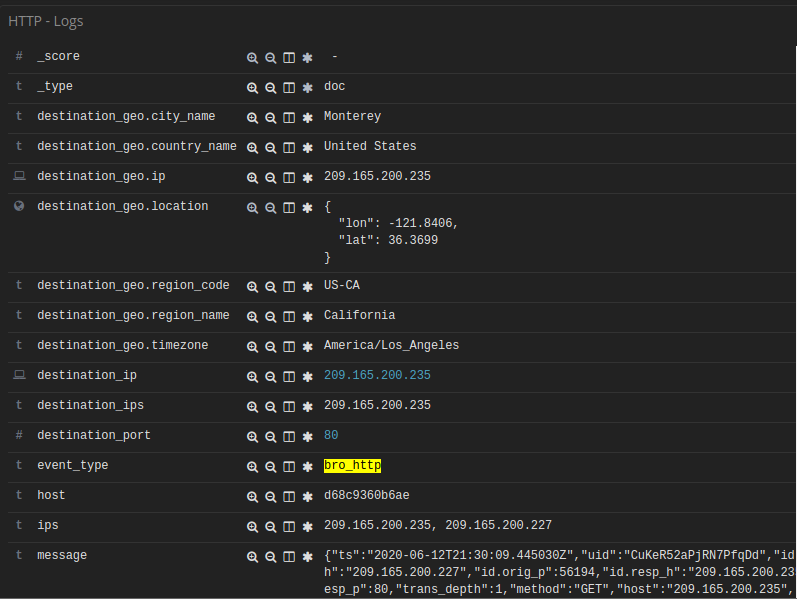 HTTP - Logs
# _score -
t _type doc
t destination_geo.city_name Monterey
t destination_geo.country_name United States
destination_geo.ip 209.165.200.235
destination_geo.location {
"lon": -121.8406,
"lat": 36.3699
}
t destination_geo.region_code US-CA
t destination_geo.region_name California
t destination_geo.timezone America/Los_Angeles
destination_ip 209.165.200.235
t destination_ips 209.165.200.235
# destination_port 80
t event_type bro_http
t host d68c9360b6ae
t ips 209.165.200.235, 209.165.200.227
t message {"ts":"2020-06-12T21:30:09.445030Z","uid":"CuKeR52aPjRN7PfqDd","id
h":"209.165.200.227","id.orig_p":56194,"id.resp_h":"209.165.200.23
esp_p":80,"trans_depth":1,"method":"GET","host":"209.165.200.235",